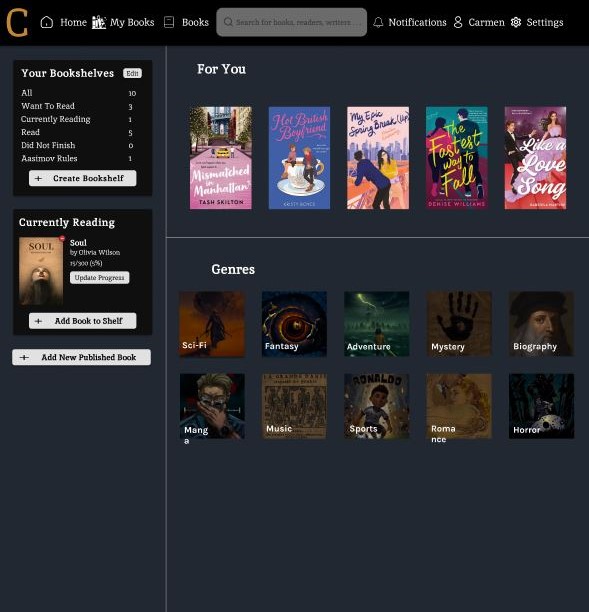 C
Home
My Books
Books
Search for books, readers, writers . . .
Notifications
Carmen
Settings
Your Bookshelves
Edit
All 10
Want To Read 3
Currently Reading 1
Read 5
Did Not Finish 0
Aasimov Rules 1
+ Create Bookshelf
Currently Reading
SOUL
Soul
by Olivia Wilson
15/300 (5%)
Update Progress
+ Add Book to Shelf
+ Add New Published Book
For You
Mismatched
in
Manhattan
TASH SKILTON
Hot British
Boyfriend
KRISTY BOYCE
My Epic
Spring Break (Up)
The
Fastest
way to
Fall
DENISE WILLIAMS
Like a
Love
Song
Genres
Sci-Fi
Fantasy
Adventure
Mystery
Biography
Mang
a
Music
RONALDO
Sports
Roma
nce
Horror